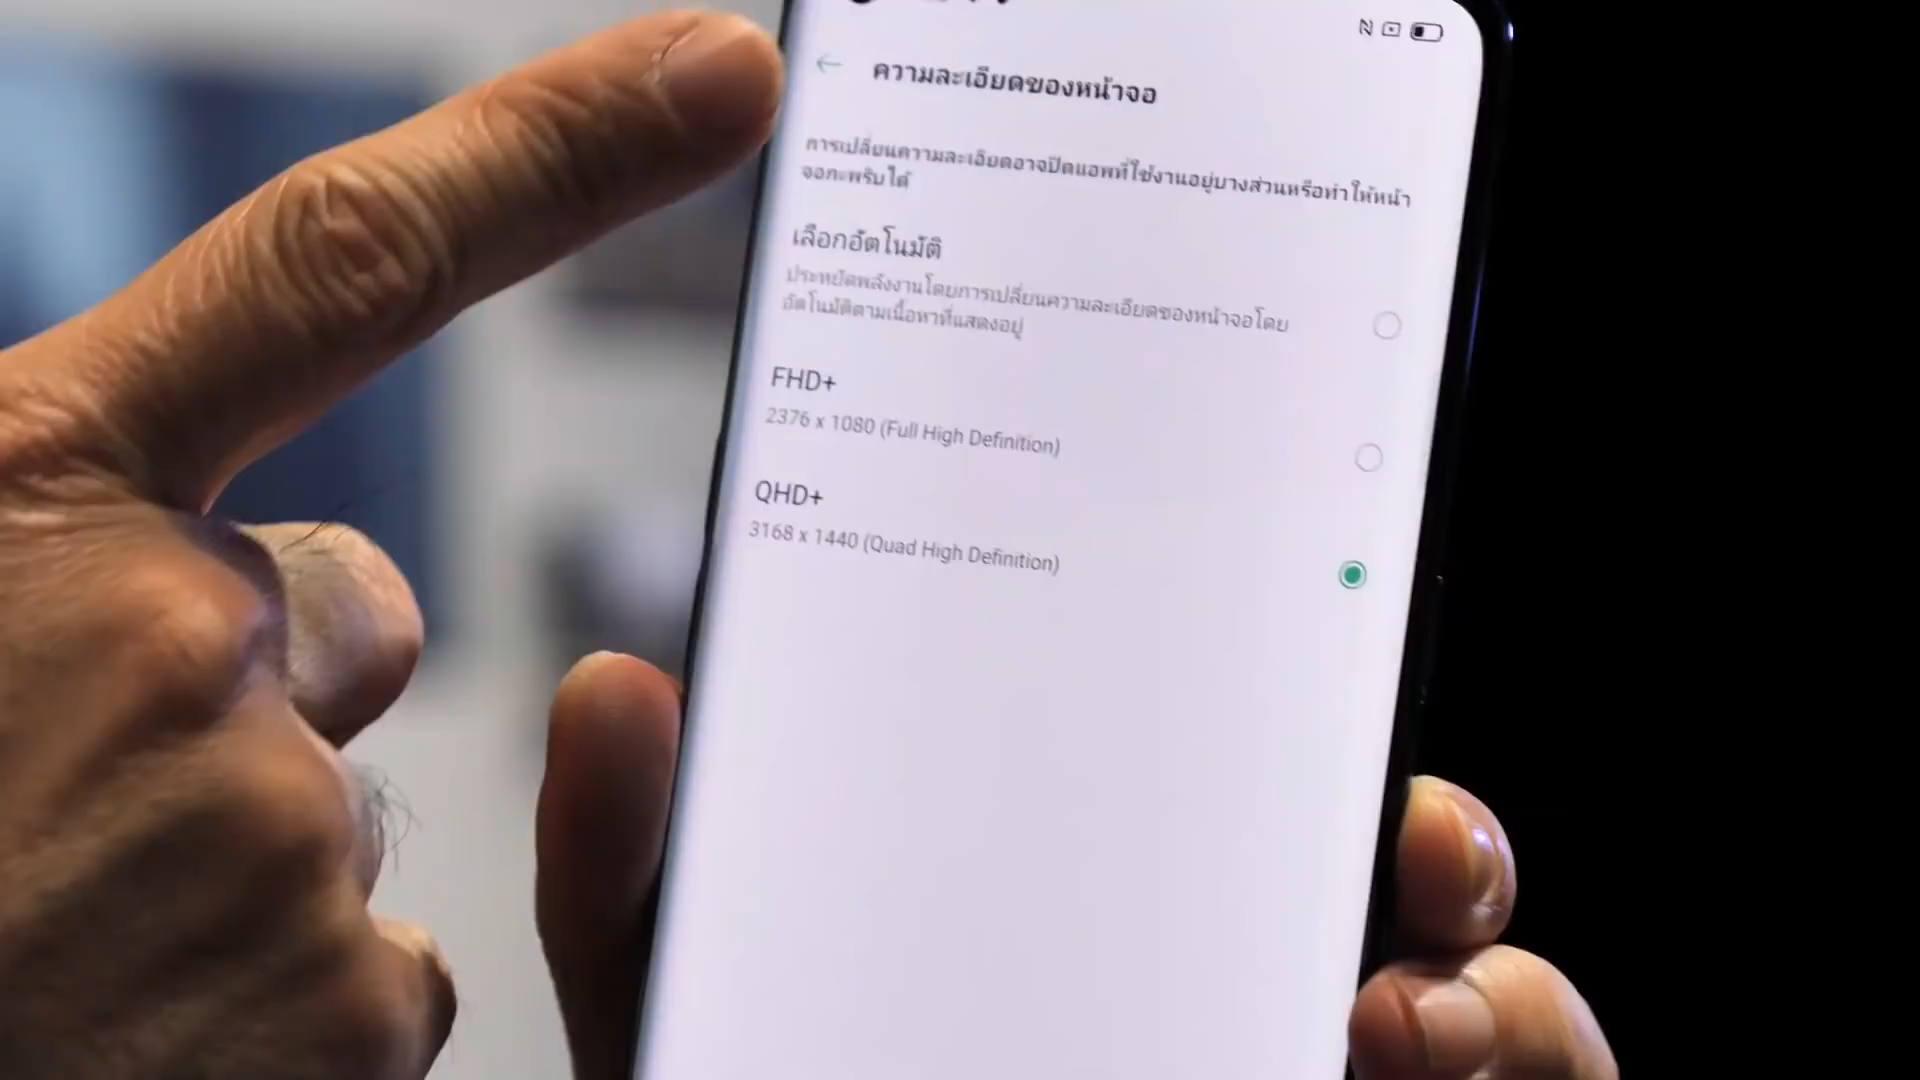 ความละเอียดของหน้าจอ
การเปลี่ยนความละเอียดอาจปิดแอพที่ใช้งานอยู่บางส่วนหรือทำให้หน้า
จอกะพริบได้
เลือกอัตโนมัติ
ประหยัดพลังงานโดยการเปลี่ยนความละเอียดของหน้าจอโดย
อัตโนมัติตามเนื้อหาที่แสดงอยู่
FHD+
2376 x 1080 (Full High Definition)
QHD+
3168 x 1440 (Quad High Definition)